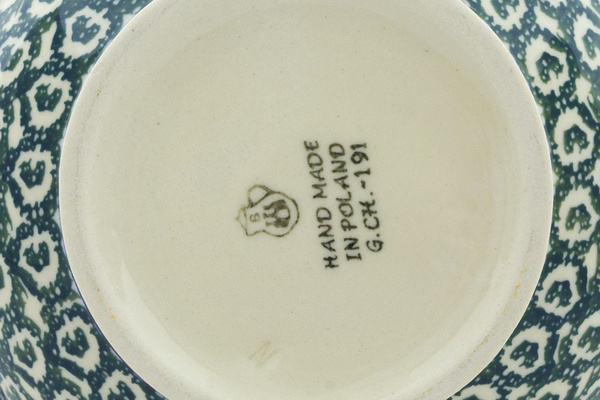 HAND MADE
IN POLAND
G.CH.-191